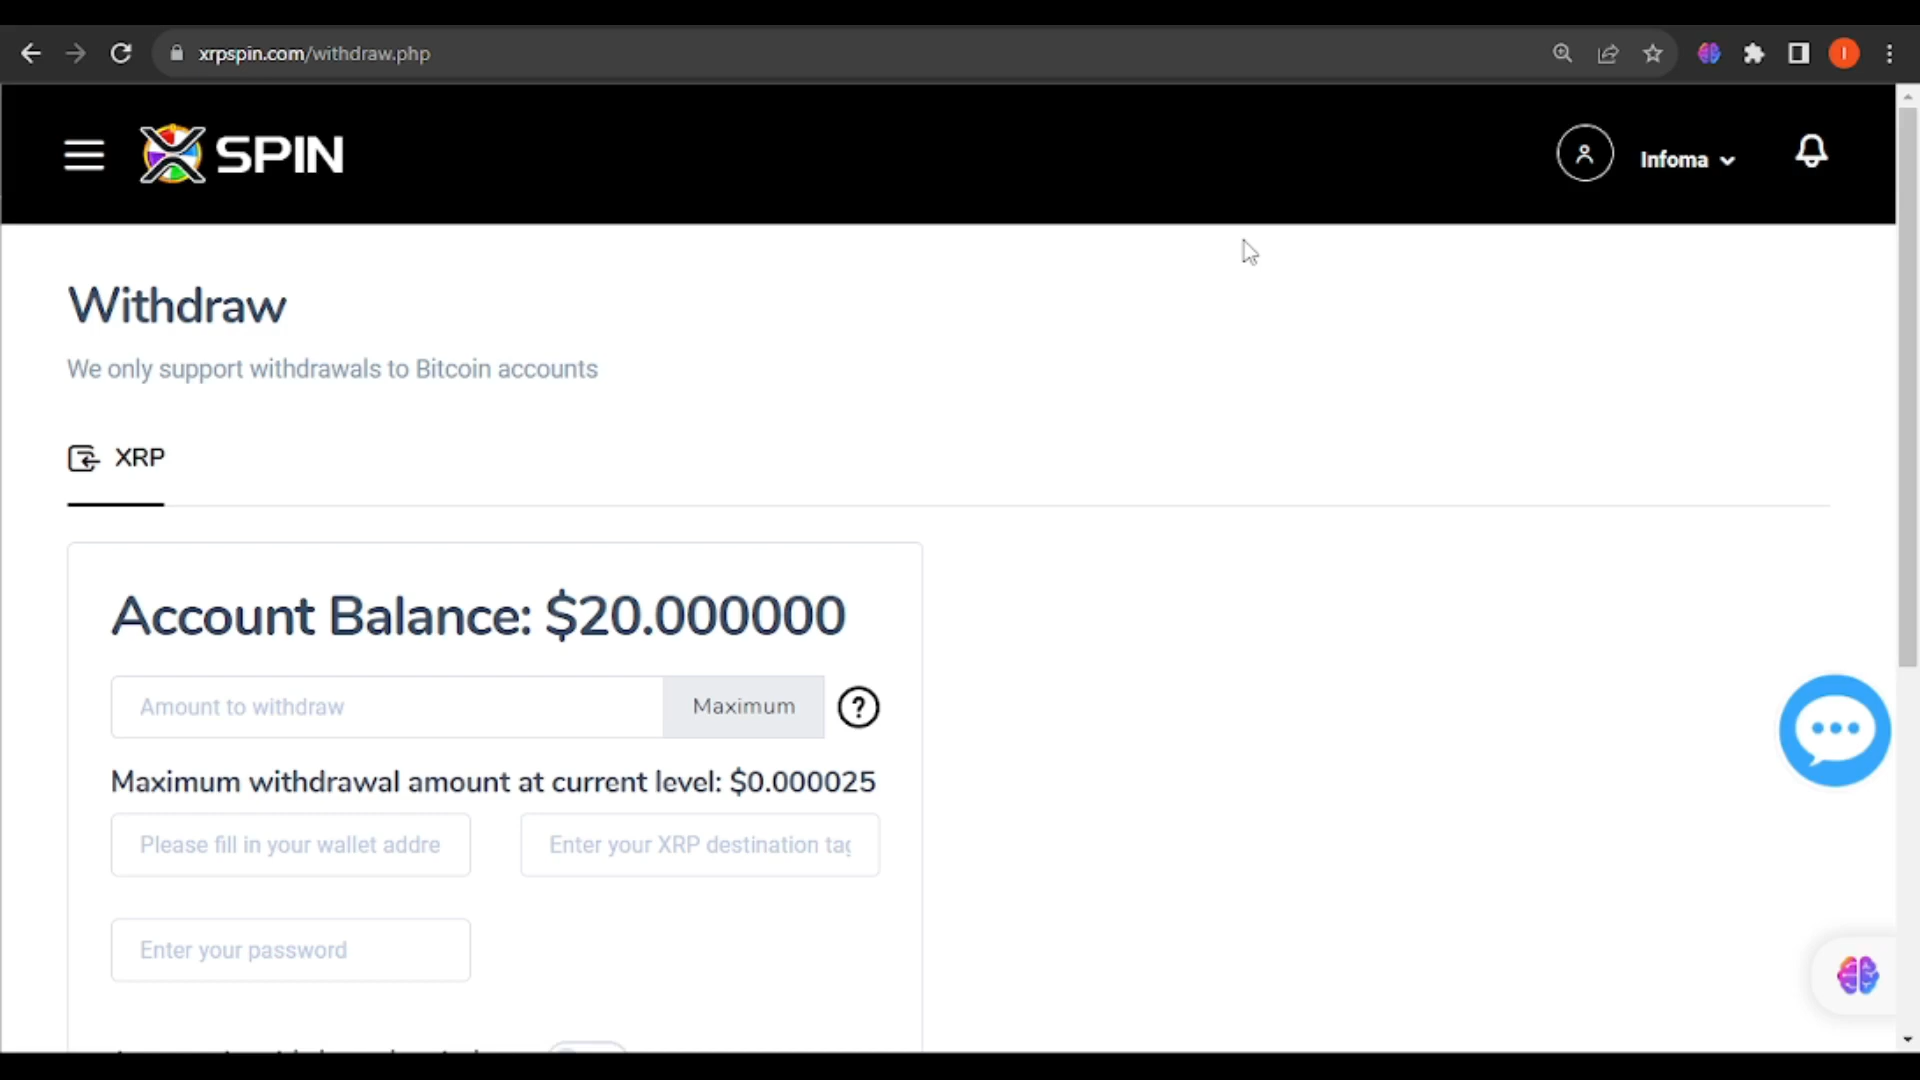 xrpspin.com/withdraw.php
I
SPIN
Infoma
Withdraw
We only support withdrawals to Bitcoin accounts
XRP
Account Balance: $20.000000
Amount to withdraw
Maximum
?
Maximum withdrawal amount at current level: $0.000025
Please fill in your wallet addre
Enter your XRP destination tag
Enter your password